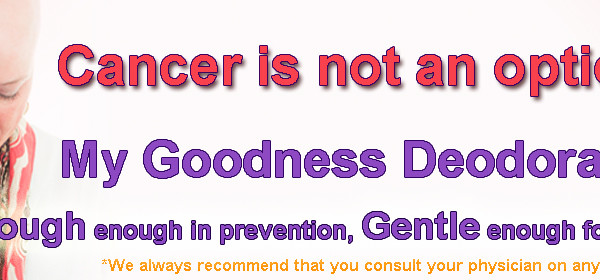 Cancer is not an
My Goodness
enough in prevention, Gentle enough
*We always recommend that you consult your physician on any